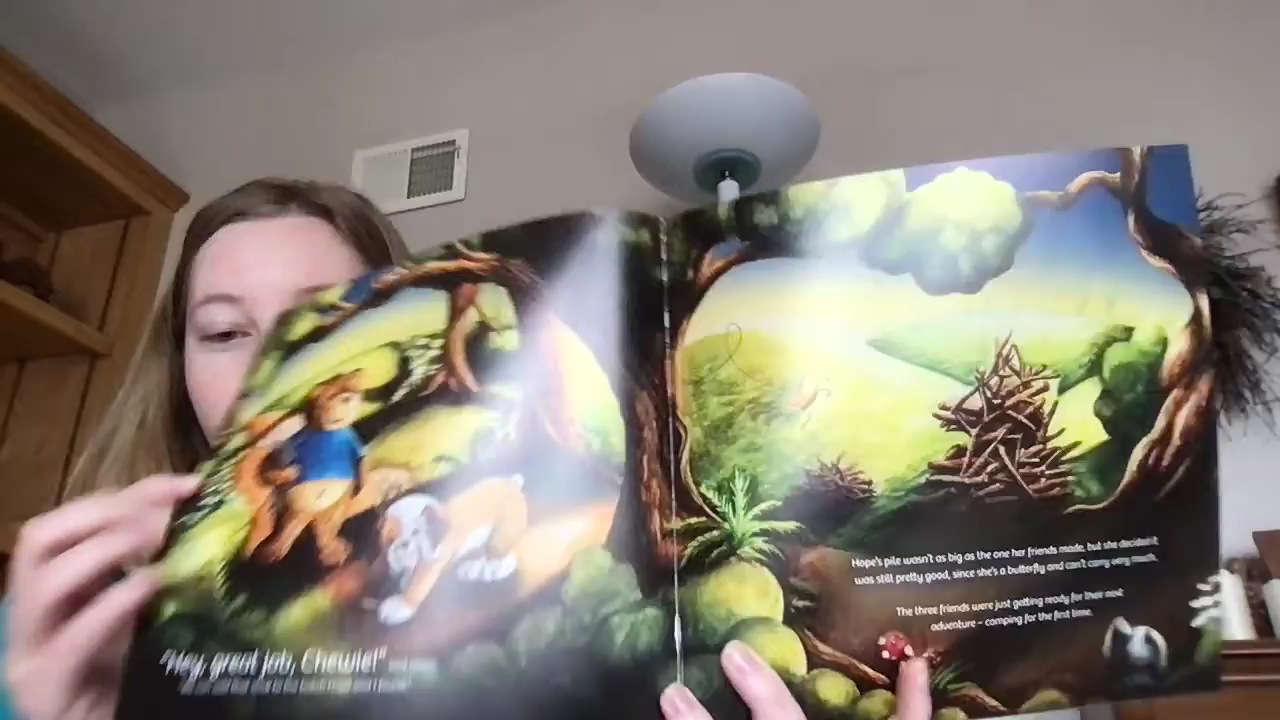 "Hey, great job, Chewie!"
Hope's pile wasn't as big as the one her friends made, but she decided it
was still pretty good, since she's a butterfly and can't carry very much.
The three friends were just getting ready for their next
adventure – camping for the first time.